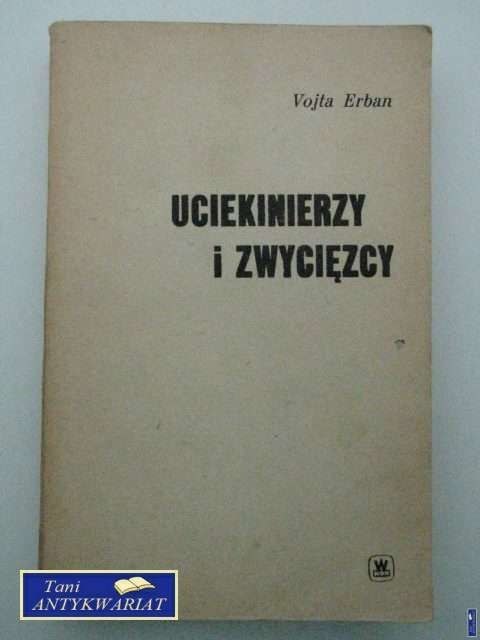 Vojta Erban
UCIEKINIERZY
i ZWYCIĘZCY
W
Tani
ANTYKWARIAT